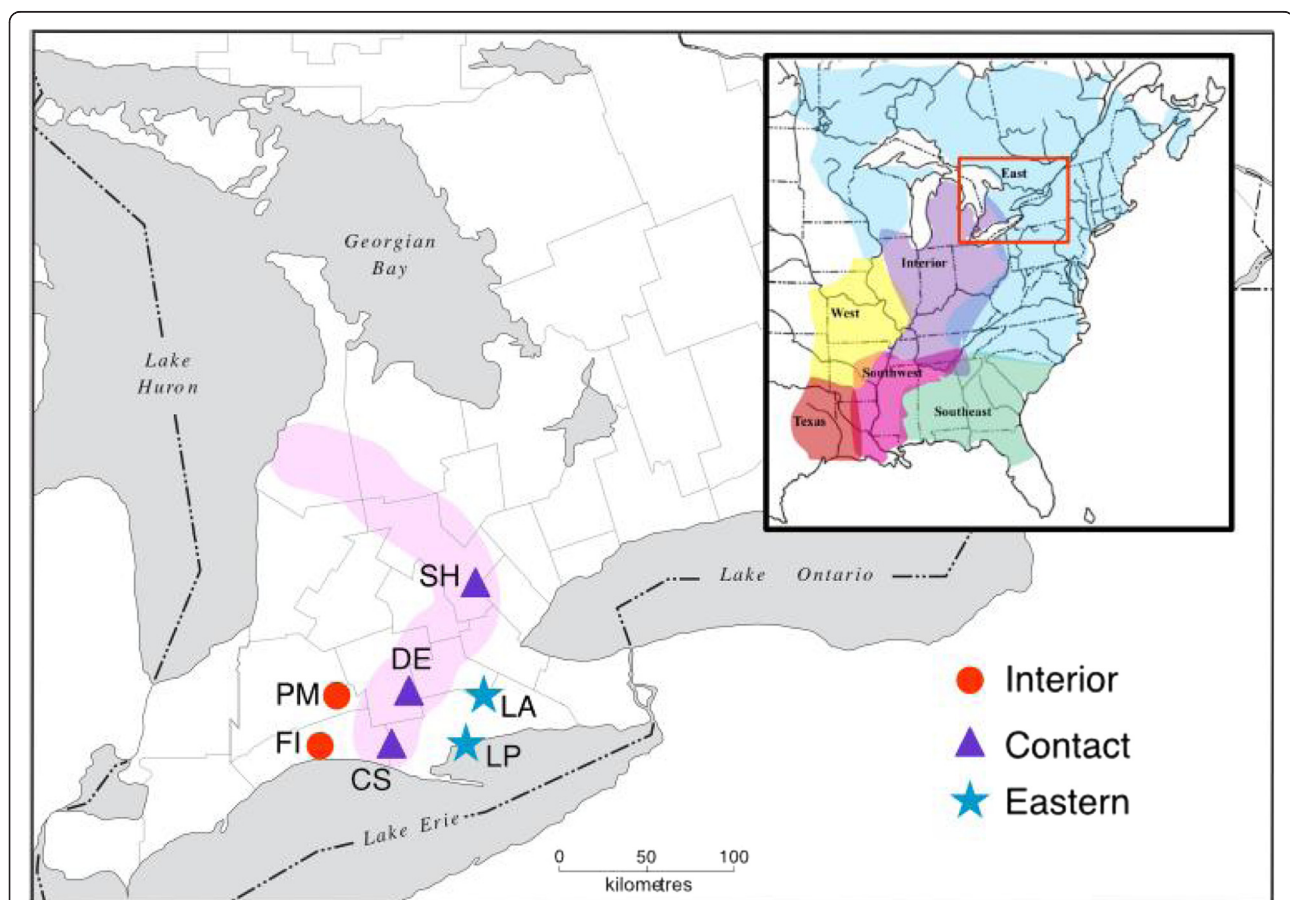 Georgian
Bay
Lake
Huron
East
Interior
West
Southwest
Southeast
Texas
SH
Lake Ontario
DE
PM
LA
FI
LP
CS
Lake Erie
Interior
Contact
Eastern
0 50 100
kilometres